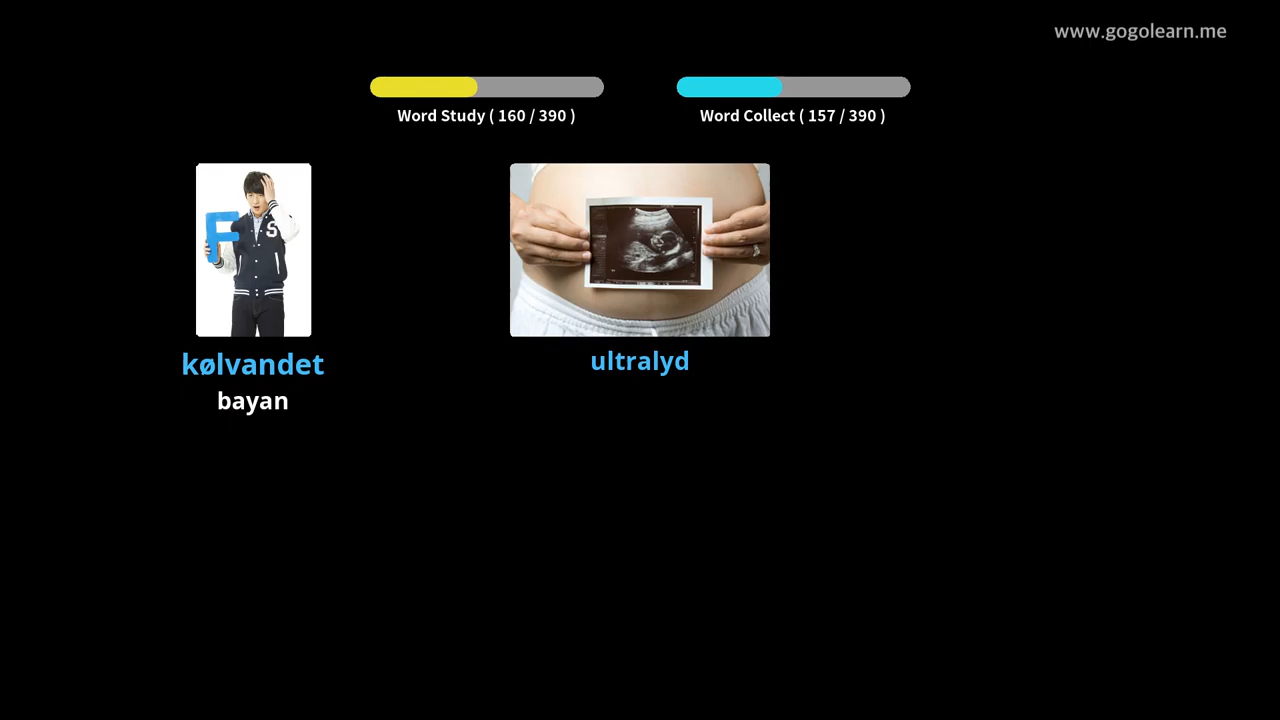 www.gogolearn.me
Word Study ( 160 / 390 )
Word Collect ( 157 / 390 )
F
S
kølvandet
bayan
ultralyd